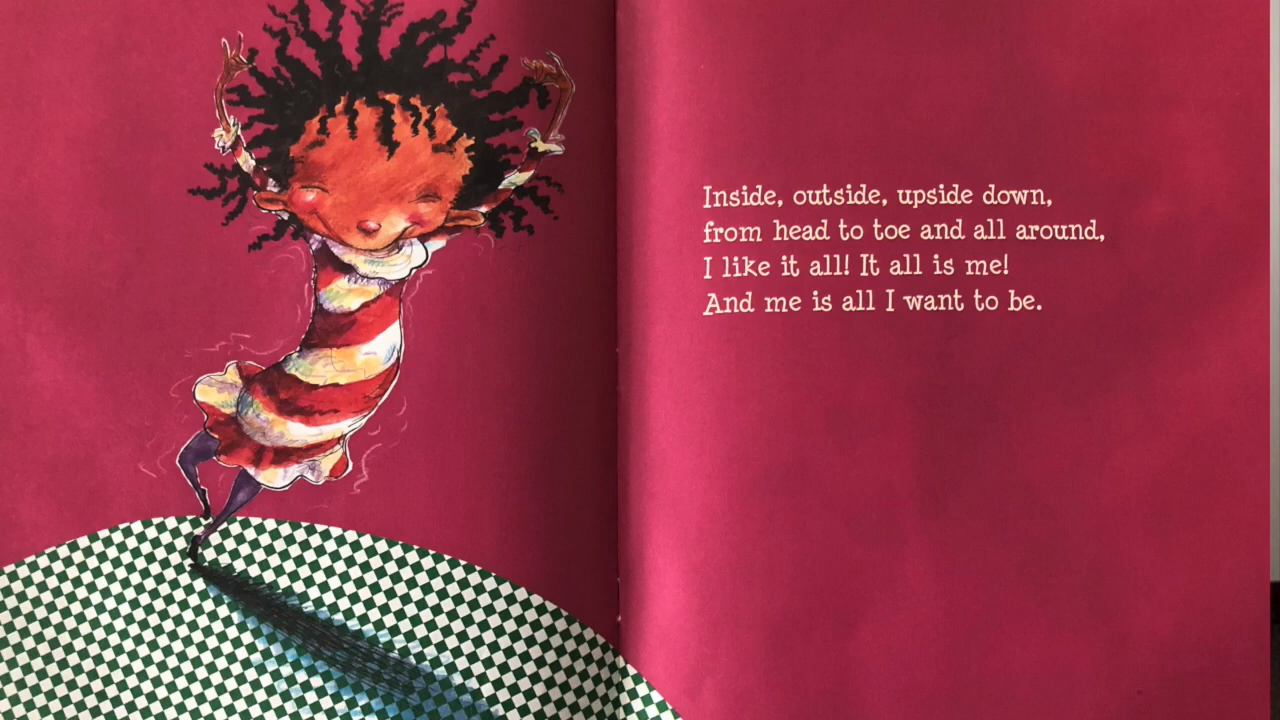 Inside, outside, upside down,
from head to toe and all around,
I like it all! It all is me!
And me is all I want to be.